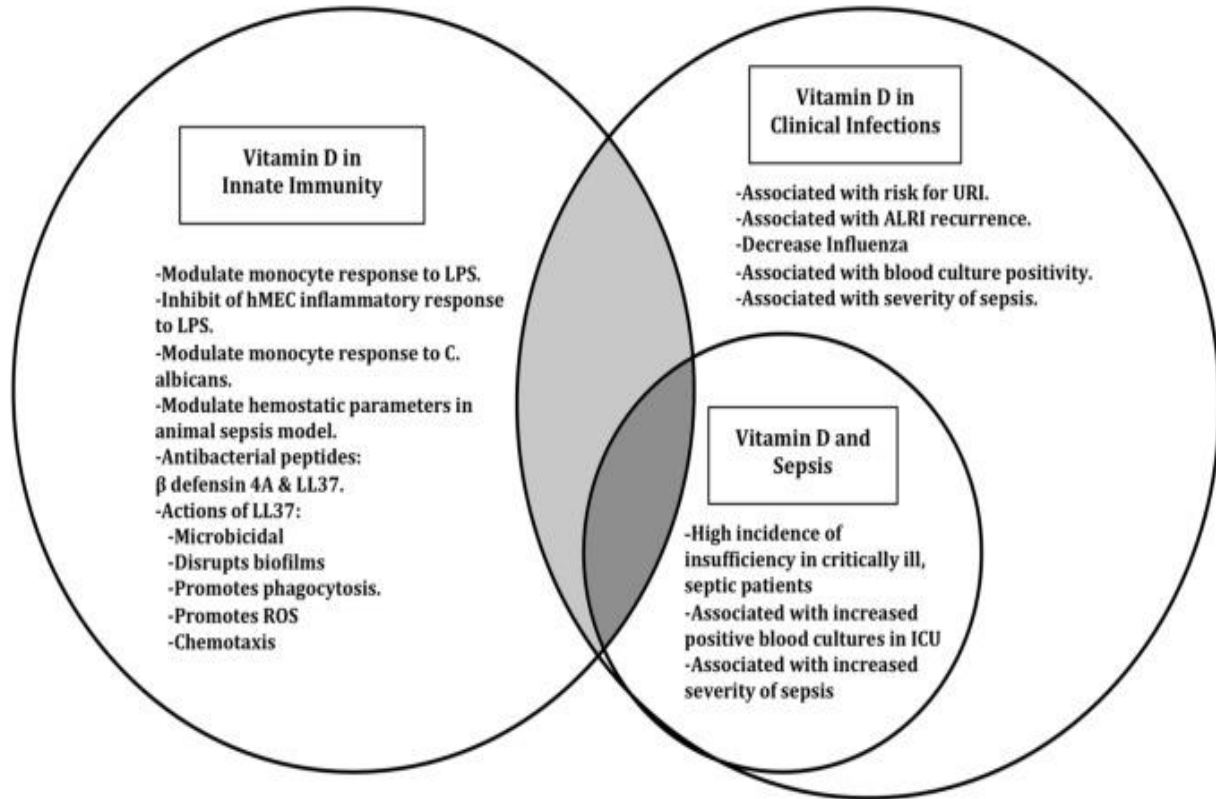 Vitamin D in
Innate Immunity
-Modulate monocyte response to LPS.
-Inhibit of hMEC inflammatory response
to LPS.
-Modulate monocyte response to C.
albicans.
-Modulate hemostatic parameters in
animal sepsis model.
-Antibacterial peptides:
β defensin 4A & LL37.
-Actions of LL37:
-Microbicidal
-Disrupts biofilms
-Promotes phagocytosis.
-Promotes ROS
-Chemotaxis
Vitamin D in
Clinical Infections
-Associated with risk for URI.
-Associated with ALRI recurrence.
-Decrease Influenza
-Associated with blood culture positivity.
-Associated with severity of sepsis.
Vitamin D and
Sepsis
-High incidence of
insufficiency in critically ill,
septic patients
-Associated with increased
positive blood cultures in ICU
-Associated with increased
severity of sepsis